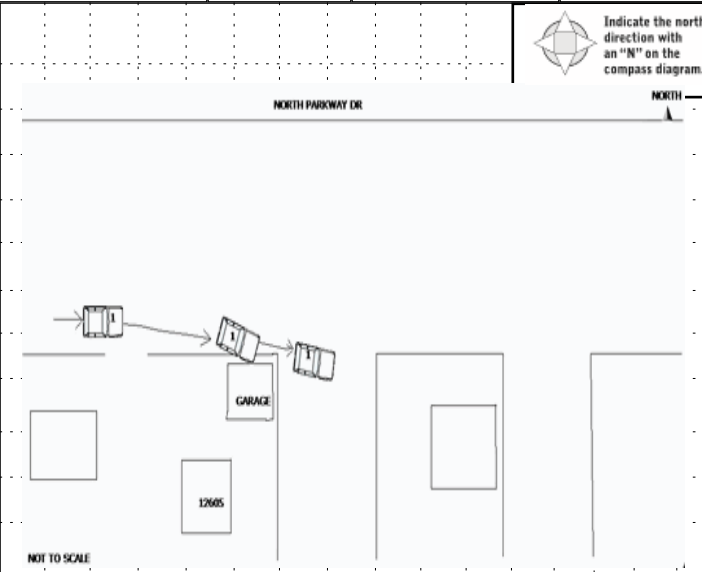 Indicate the north
direction with
an “N” on the
compass diagram.
NORTH PARKWAY DR
NORTH
1
1
1
GARAGE
12605
NOT TO SCALE